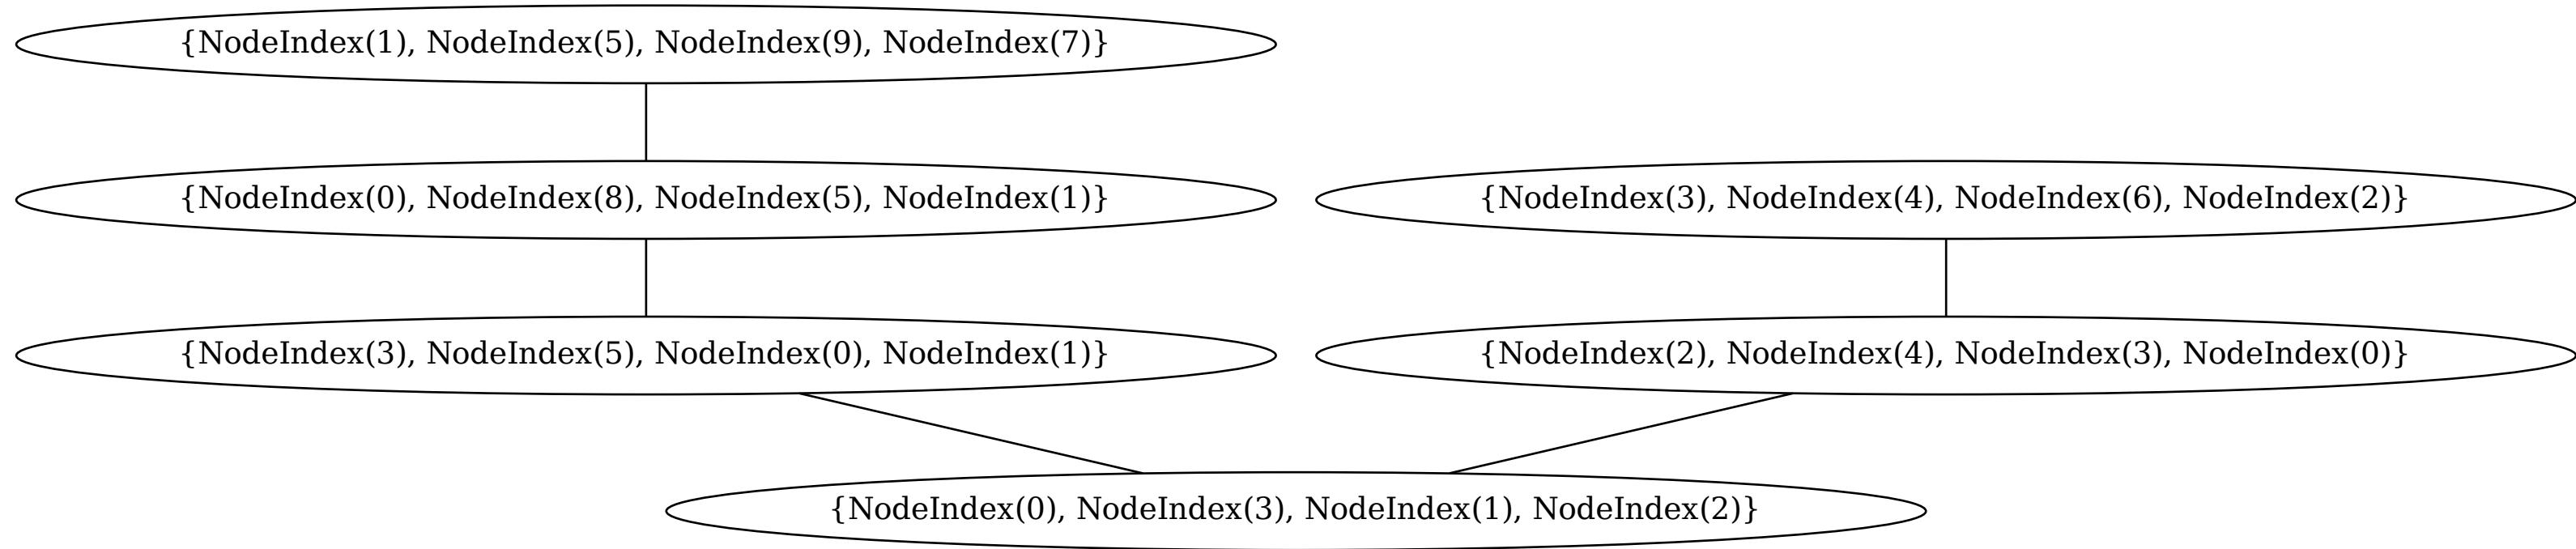 {NodeIndex(1), NodeIndex(5), NodeIndex(9), NodeIndex(7)}
{NodeIndex(0), NodeIndex(8), NodeIndex(5), NodeIndex(1)}
{NodeIndex(3), NodeIndex(4), NodeIndex(6), NodeIndex(2)}
{NodeIndex(3), NodeIndex(5), NodeIndex(0), NodeIndex(1)}
{NodeIndex(2), NodeIndex(4), NodeIndex(3), NodeIndex(0)}
{NodeIndex(0), NodeIndex(3), NodeIndex(1), NodeIndex(2)}